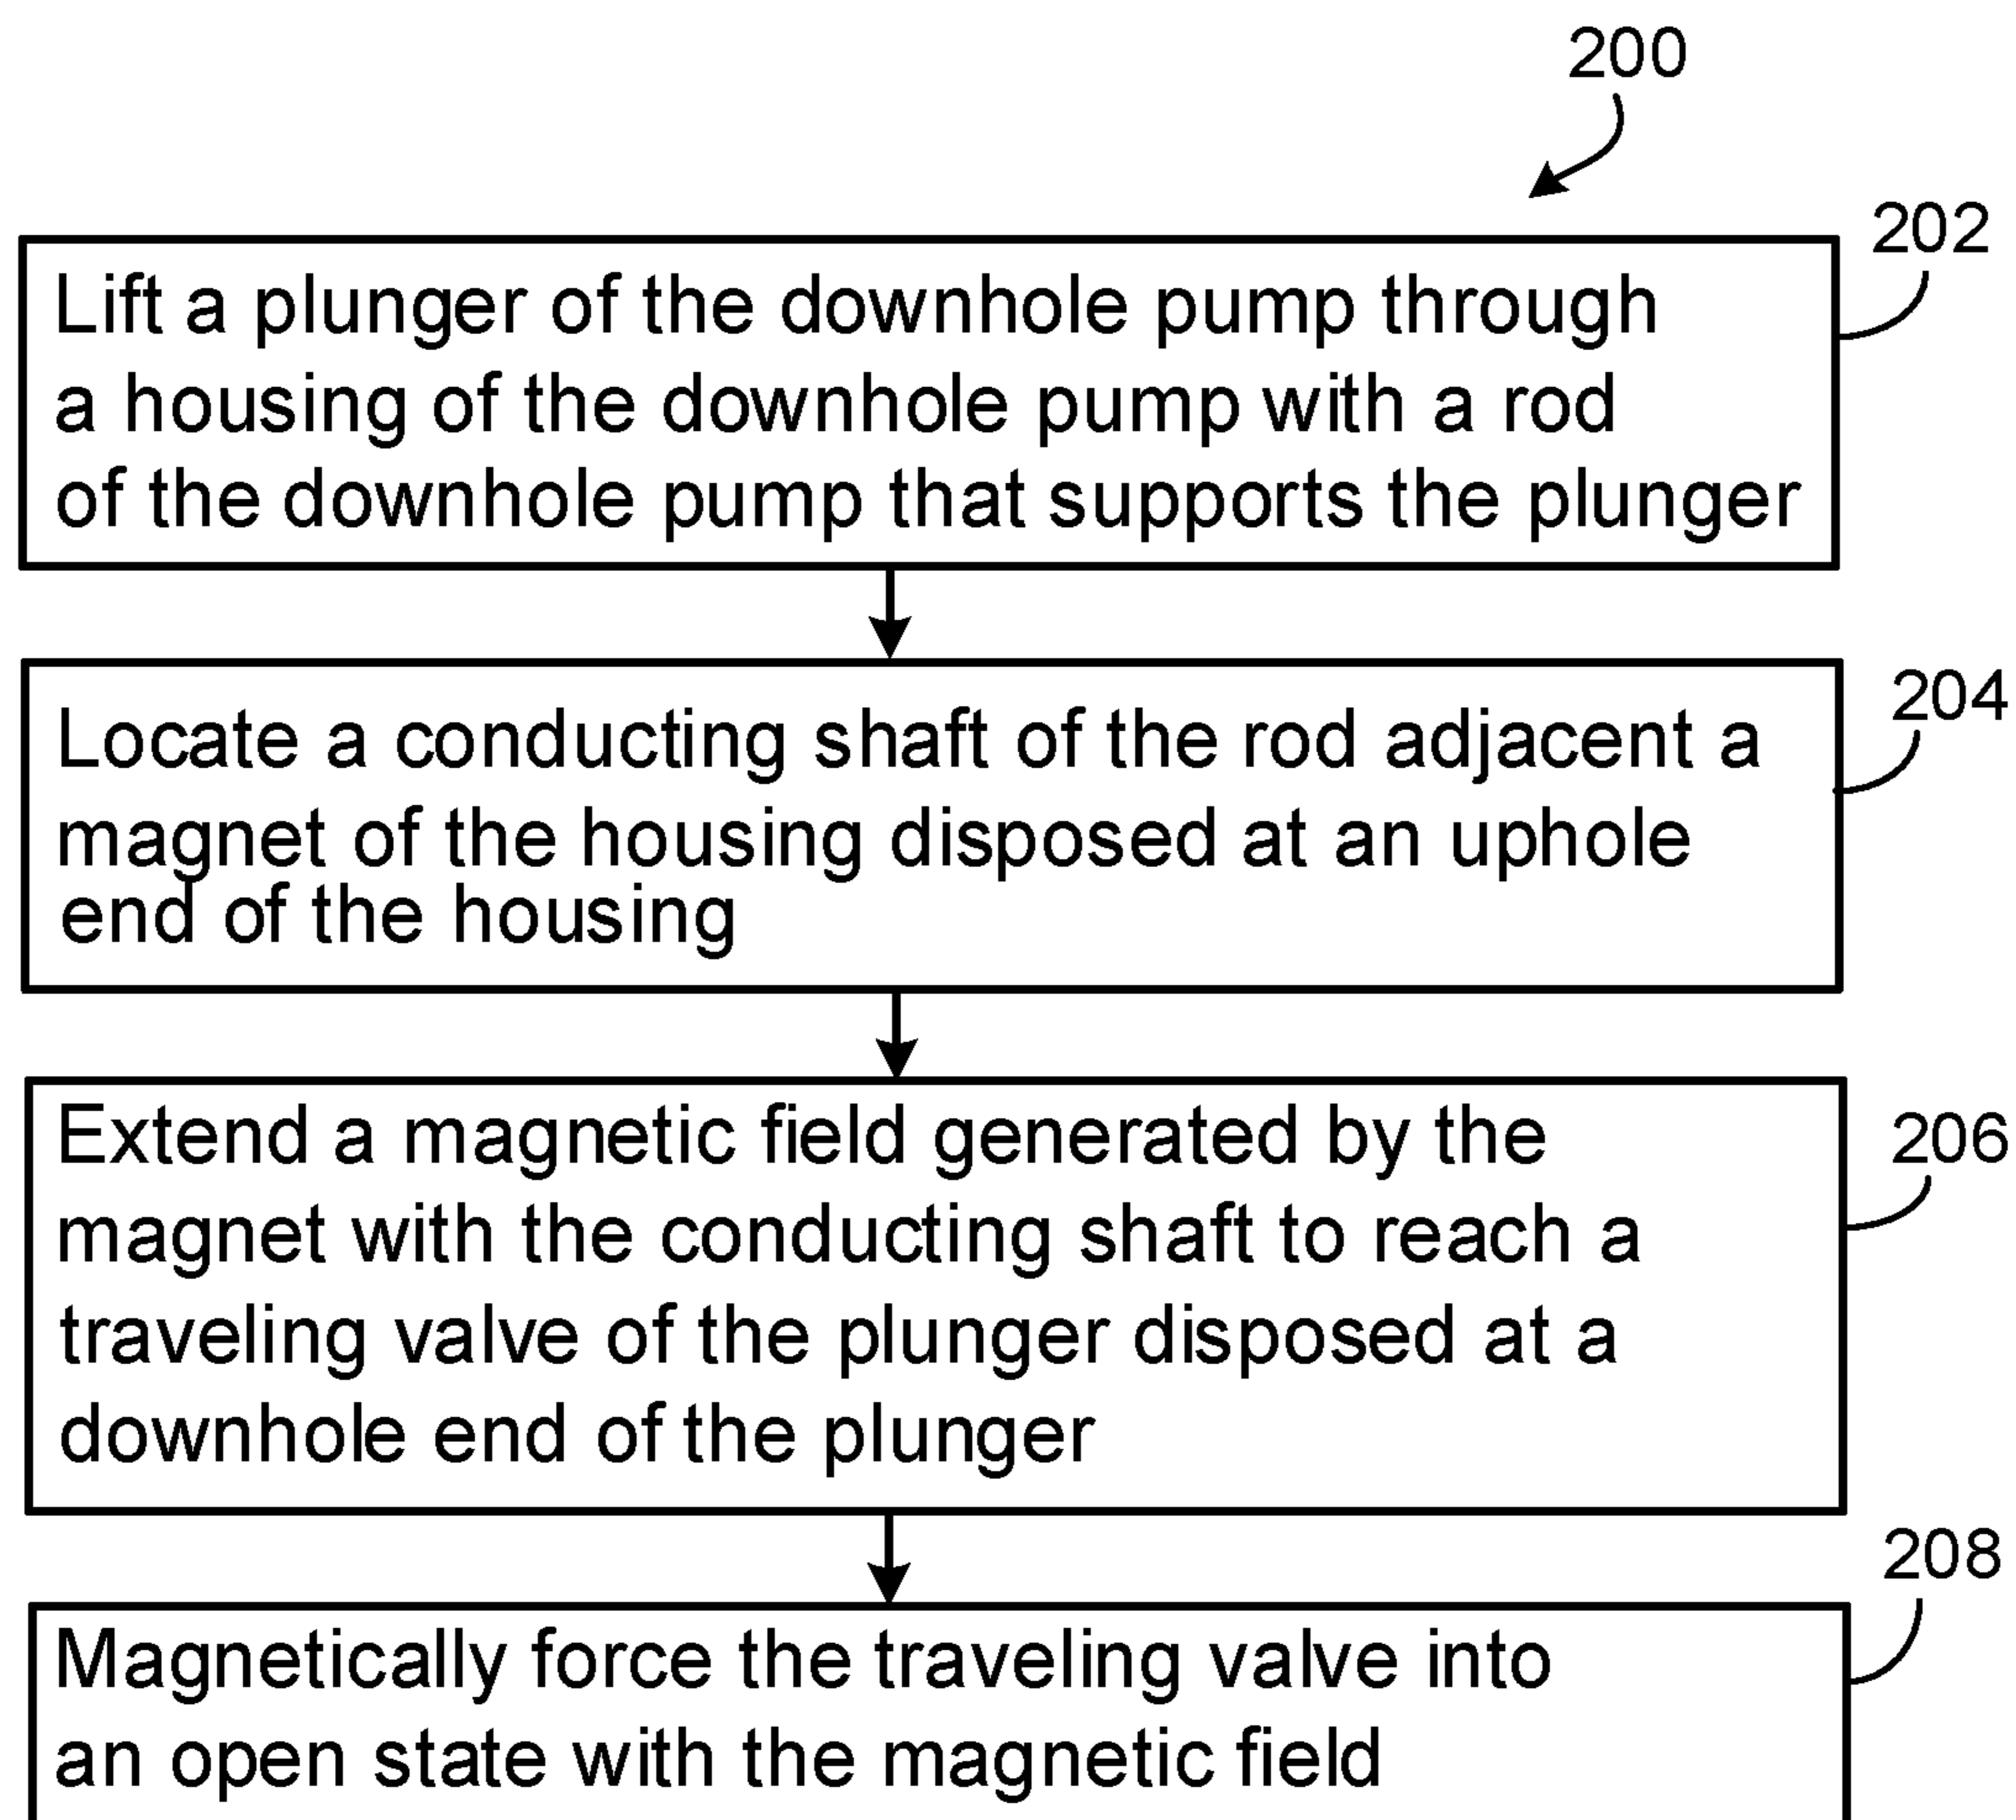 200
202
Lift a plunger of the downhole pump through
a housing of the downhole pump with a rod
of the downhole pump that supports the plunger
204
Locate a conducting shaft of the rod adjacent a
magnet of the housing disposed at an uphole
end of the housing
206
Extend a magnetic field generated by the
magnet with the conducting shaft to reach a
traveling valve of the plunger disposed at a
downhole end of the plunger
208
Magnetically force the traveling valve into
an open state with the magnetic field